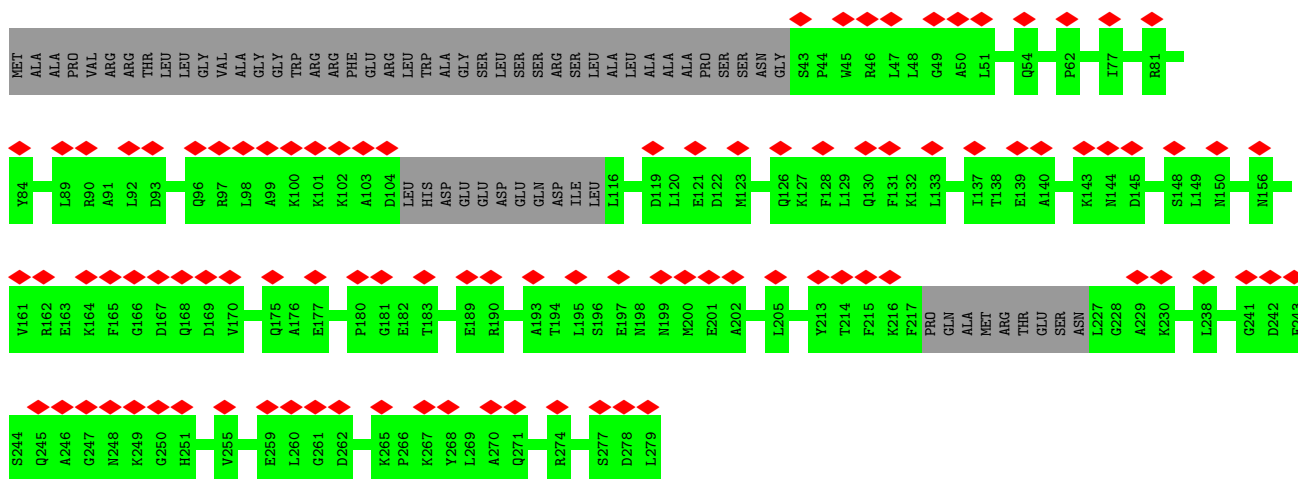 MET ALA ALA PRO VAL ARG ARG THR LEU LEU GLY VAL ALA GLY GLY TRP ARG ARG PHE GLU ARG LEU TRP ALA GLY SER LEU SER SER ARG SER LEU ALA LEU ALA ALA ALA PRO SER SER ASN GLY S43 P44 W45 R46 L47 L48 G49 A50 L51 Q54 P62 I77 R81
Y84 L89 R90 A91 L92 D93 Q96 R97 L98 A99 K100 K101 K102 A103 D104 LEU HIS ASP GLU GLU ASP GLU GLN ASP ILE LEU L116 D119 L120 E121 D122 M123 Q126 K127 F128 L129 Q130 F131 K132 L133 I137 T138 E139 A140 K143 N144 D145 S148 L149 N150 N156
V161 R162 E163 K164 F165 G166 D167 Q168 D169 V170 Q175 A176 E177 P180 G181 E182 T183 E189 R190 A193 T194 L195 S196 E197 N198 N199 M200 E201 A202 L205 Y213 T214 F215 K216 F217 PRO GLN ALA MET ARG THR GLU SER ASN L227 G228 A229 K230 L238 G241 D242 F243
S244 Q245 A246 G247 N248 K249 G250 H251 V255 E259 L260 G261 D262 K265 P266 K267 Y268 L269 A270 Q271 R274 S277 D278 L279